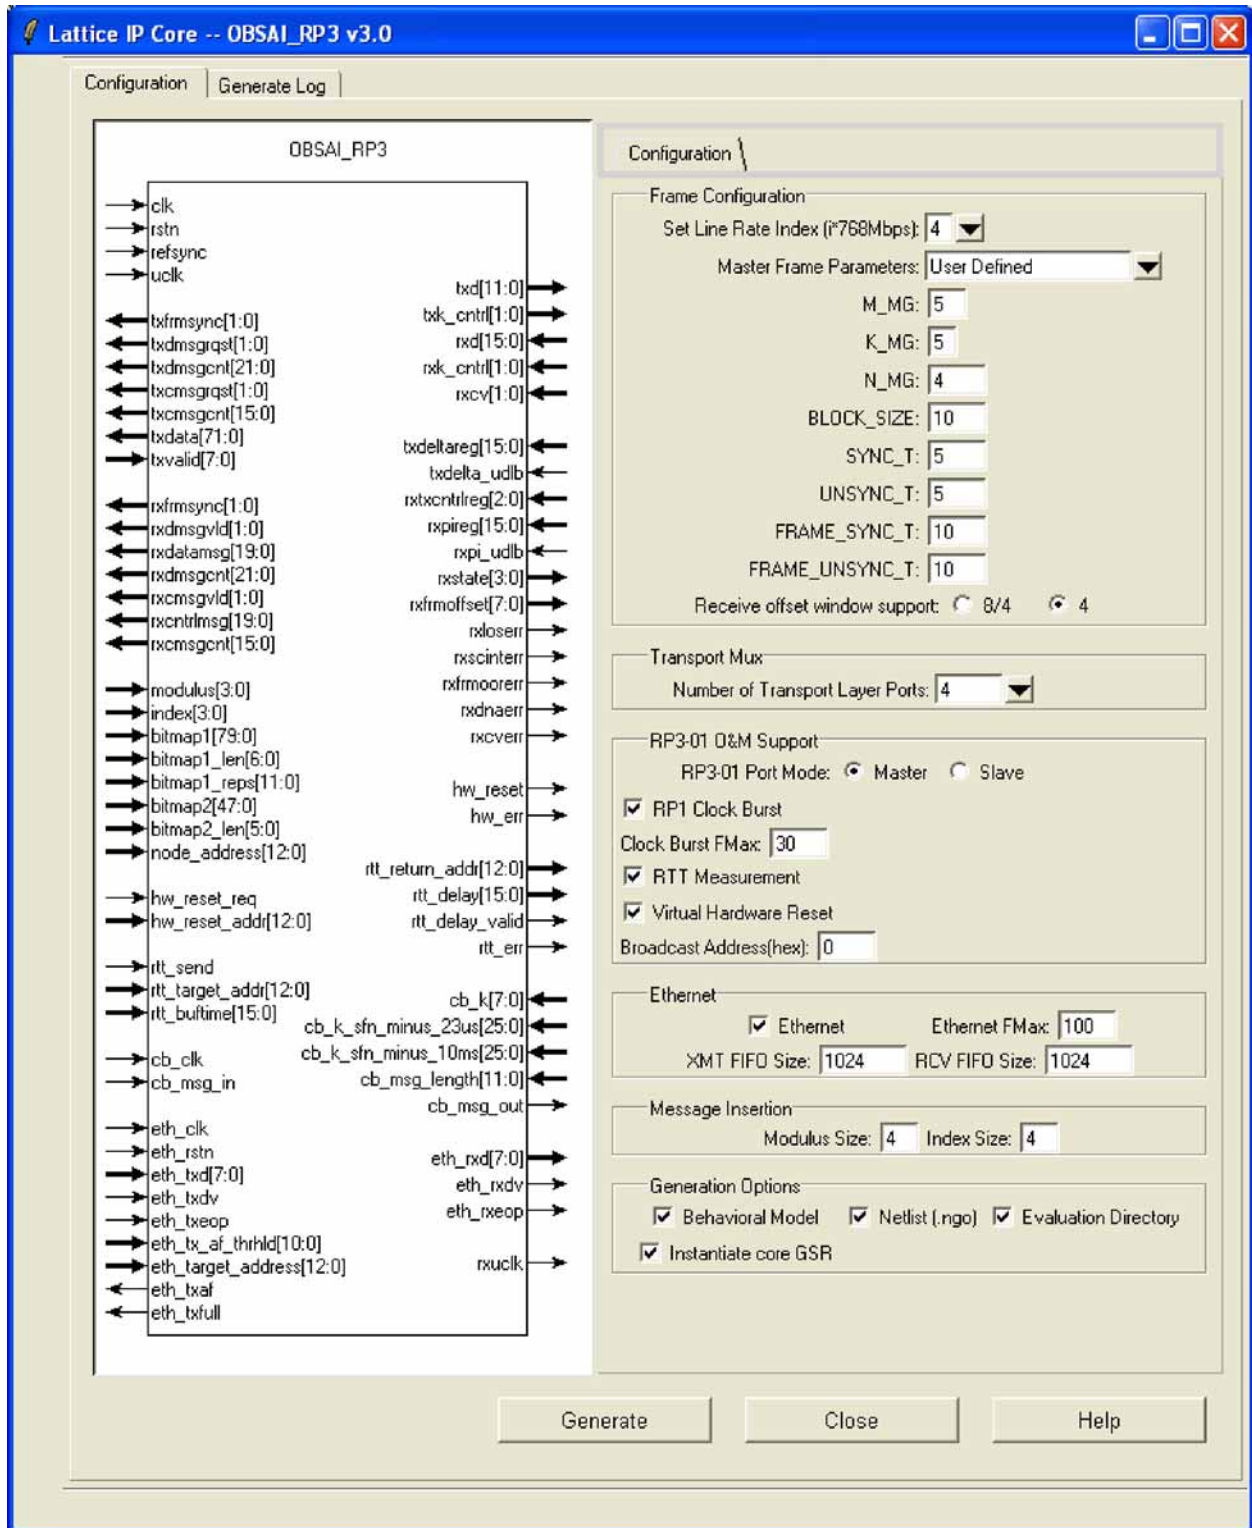 Lattice IP Core -- OBSAI_RP3 v3.0
Configuration
Generate Log
OBSAI_RP3
clk
rstn
refsync
uclk
txfrmsync[1:0]
txdmsgrqst[1:0]
txdmsgcnt[21:0]
txcmsgrqst[1:0]
txcmsgcnt[15:0]
txdata[71:0]
txvalid[7:0]
rxfrmsync[1:0]
rxdmsgvld[1:0]
rxdatamsg[19:0]
rxdmsgcnt[21:0]
rxcmsgvld[1:0]
rxcntrlmsg[19:0]
rxcmsgcnt[15:0]
modulus[3:0]
index[3:0]
bitmap1[79:0]
bitmap1_len[6:0]
bitmap1_reps[11:0]
bitmap2[47:0]
bitmap2_len[5:0]
node_address[12:0]
hw_reset_req
hw_reset_addr[12:0]
rtt_send
rtt_target_addr[12:0]
rtt_buftime[15:0]
cb_clk
cb_msg_in
eth_clk
eth_rstn
eth_txd[7:0]
eth_txdv
eth_txeop
eth_tx_af_thrhld[10:0]
eth_target_address[12:0]
eth_txaf
eth_txfull
txd[11:0]
txk_cntrl[1:0]
rxd[15:0]
rxk_cntrl[1:0]
rxcv[1:0]
txdeltareg[15:0]
txdelta_udlb
rxtxcntrlreg[2:0]
rxpireg[15:0]
rxpi_udlb
rxstate[3:0]
rxfrmoffset[7:0]
rxloserr
rxscinterr
rxfrmoorerr
rxdnaerr
rxcverr
hw_reset
hw_err
rtt_return_addr[12:0]
rtt_delay[15:0]
rtt_delay_valid
rtt_err
cb_k[7:0]
cb_k_sfn_minus_23us[25:0]
cb_k_sfn_minus_10ms[25:0]
cb_msg_length[11:0]
cb_msg_out
eth_rxd[7:0]
eth_rxdv
eth_rxeop
rxuclk
Configuration
Frame Configuration
Set Line Rate Index (i*768Mbps): 4
Master Frame Parameters: User Defined
M_MG: 5
K_MG: 5
N_MG: 4
BLOCK_SIZE: 10
SYNC_T: 5
UNSYNC_T: 5
FRAME_SYNC_T: 10
FRAME_UNSYNC_T: 10
Receive offset window support: 8/4 4
Transport Mux
Number of Transport Layer Ports: 4
RP3-01 O&M Support
RP3-01 Port Mode: Master Slave
RP1 Clock Burst
Clock Burst FMax: 30
RTT Measurement
Virtual Hardware Reset
Broadcast Address(hex): 0
Ethernet
Ethernet Ethernet FMax: 100
XMT FIFO Size: 1024 RCV FIFO Size: 1024
Message Insertion
Modulus Size: 4 Index Size: 4
Generation Options
Behavioral Model Netlist (.ngo) Evaluation Directory
Instantiate core GSR
Generate Close Help